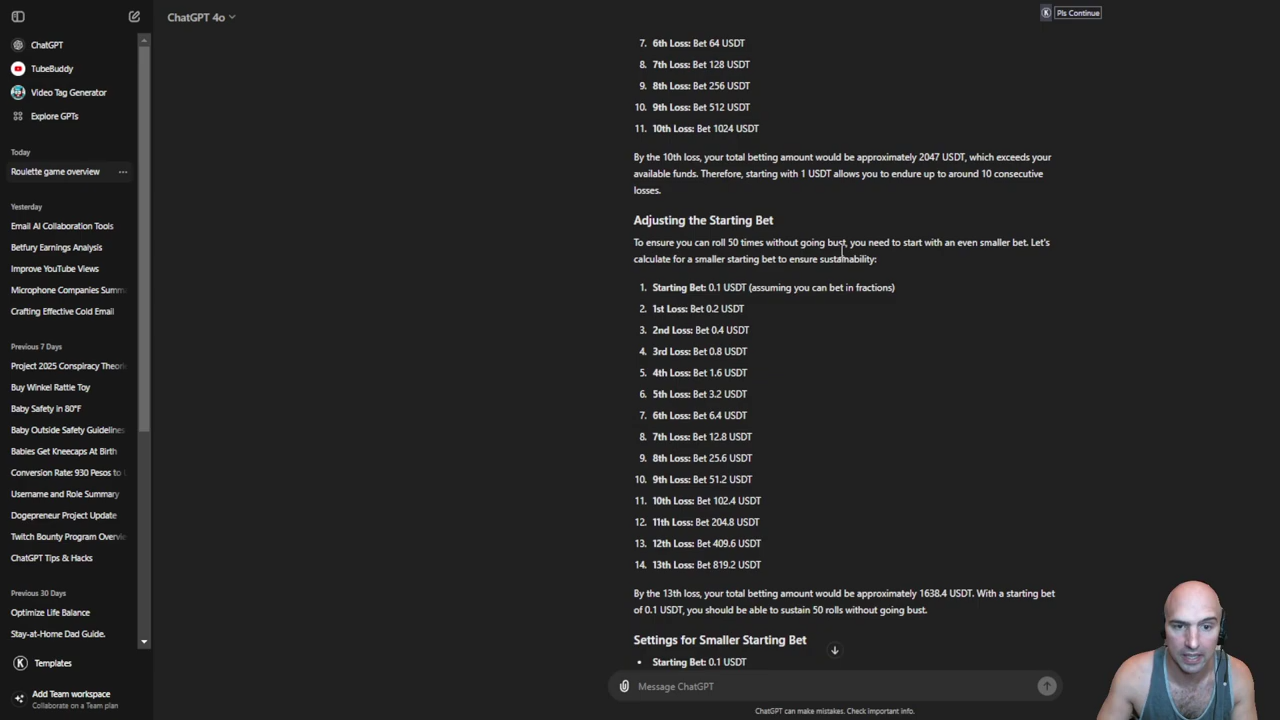 ChatGPT 4o
Pls Continue
ChatGPT
TubeBuddy
Video Tag Generator
Explore GPTs
Today
Roulette game overview
Yesterday
Email AI Collaboration Tools
Betfury Earnings Analysis
Improve YouTube Views
Microphone Companies Summ
Crafting Effective Cold Email
Previous 7 Days
Project 2025 Conspiracy Theori
Buy Winkel Rattle Toy
Baby Safety in 80°F
Baby Outside Safety Guidelines
Babies Get Kneecaps At Birth
Conversion Rate: 930 Pesos to
Username and Role Summary
Dogepreneur Project Update
Twitch Bounty Program Overvie
ChatGPT Tips & Hacks
Previous 30 Days
Optimize Life Balance
Stay-at-Home Dad Guide.
Templates
Add Team workspace
Collaborate on a Team plan
7. 6th Loss: Bet 64 USDT
8. 7th Loss: Bet 128 USDT
9. 8th Loss: Bet 256 USDT
10. 9th Loss: Bet 512 USDT
11. 10th Loss: Bet 1024 USDT
By the 10th loss, your total betting amount would be approximately 2047 USDT, which exceeds your
available funds. Therefore, starting with 1 USDT allows you to endure up to around 10 consecutive
losses.
Adjusting the Starting Bet
To ensure you can roll 50 times without going bust, you need to start with an even smaller bet. Let's
calculate for a smaller starting bet to ensure sustainability:
1. Starting Bet: 0.1 USDT (assuming you can bet in fractions)
2. 1st Loss: Bet 0.2 USDT
3. 2nd Loss: Bet 0.4 USDT
4. 3rd Loss: Bet 0.8 USDT
5. 4th Loss: Bet 1.6 USDT
6. 5th Loss: Bet 3.2 USDT
7. 6th Loss: Bet 6.4 USDT
8. 7th Loss: Bet 12.8 USDT
9. 8th Loss: Bet 25.6 USDT
10. 9th Loss: Bet 51.2 USDT
11. 10th Loss: Bet 102.4 USDT
12. 11th Loss: Bet 204.8 USDT
13. 12th Loss: Bet 409.6 USDT
14. 13th Loss: Bet 819.2 USDT
By the 13th loss, your total betting amount would be approximately 1638.4 USDT. With a starting bet
of 0.1 USDT, you should be able to sustain 50 rolls without going bust.
Settings for Smaller Starting Bet
• Starting Bet: 0.1 USDT
Message ChatGPT
ChatGPT can make mistakes. Check important info.